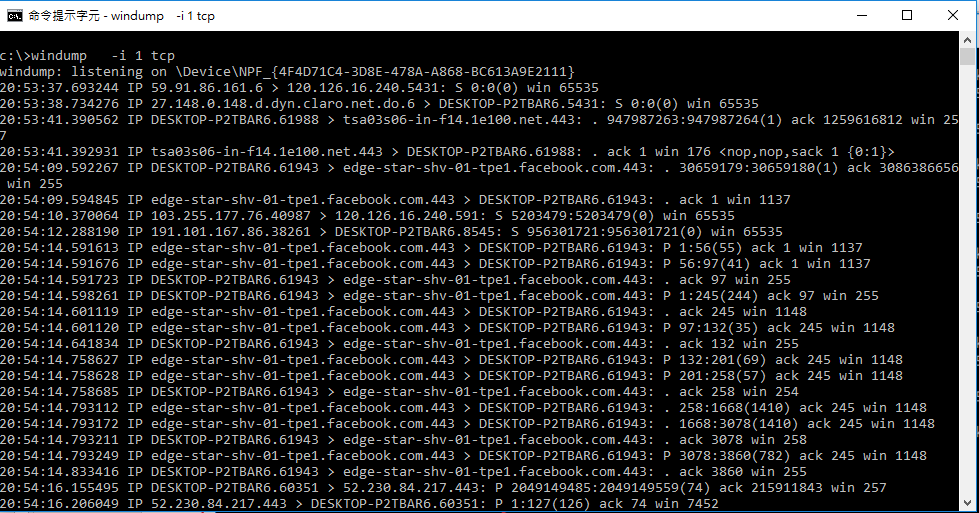 命令提示字元 - windump   -i 1 tcp
c:\>windump   -i 1 tcp
windump: listening on \Device\NPF_{4F4D71C4-3D8E-478A-A868-BC613A9E2111}
20:53:37.693244 IP 59.91.86.161.6 > 120.126.16.240.5431: S 0:0(0) win 65535
20:53:38.734276 IP 27.148.0.148.d.dyn.claro.net.do.6 > DESKTOP-P2TBAR6.5431: S 0:0(0) win 65535
20:53:41.390562 IP DESKTOP-P2TBAR6.61988 > tsa03s06-in-f14.1e100.net.443: . 947987263:947987264(1) ack 1259616812 win 25
7
20:53:41.392931 IP tsa03s06-in-f14.1e100.net.443 > DESKTOP-P2TBAR6.61988: . ack 1 win 176 <nop,nop,sack 1 {0:1}>
20:54:09.592267 IP DESKTOP-P2TBAR6.61943 > edge-star-shv-01-tpe1.facebook.com.443: . 30659179:30659180(1) ack 3086386656
 win 255
20:54:09.594845 IP edge-star-shv-01-tpe1.facebook.com.443 > DESKTOP-P2TBAR6.61943: . ack 1 win 1137
20:54:10.370064 IP 103.255.177.76.40987 > 120.126.16.240.591: S 5203479:5203479(0) win 65535
20:54:12.288190 IP 191.101.167.86.38261 > DESKTOP-P2TBAR6.8545: S 956301721:956301721(0) win 65535
20:54:14.591613 IP edge-star-shv-01-tpe1.facebook.com.443 > DESKTOP-P2TBAR6.61943: P 1:56(55) ack 1 win 1137
20:54:14.591676 IP edge-star-shv-01-tpe1.facebook.com.443 > DESKTOP-P2TBAR6.61943: P 56:97(41) ack 1 win 1137
20:54:14.591723 IP DESKTOP-P2TBAR6.61943 > edge-star-shv-01-tpe1.facebook.com.443: . ack 97 win 255
20:54:14.598261 IP DESKTOP-P2TBAR6.61943 > edge-star-shv-01-tpe1.facebook.com.443: P 1:245(244) ack 97 win 255
20:54:14.601119 IP edge-star-shv-01-tpe1.facebook.com.443 > DESKTOP-P2TBAR6.61943: . ack 245 win 1148
20:54:14.601120 IP edge-star-shv-01-tpe1.facebook.com.443 > DESKTOP-P2TBAR6.61943: P 97:132(35) ack 245 win 1148
20:54:14.641834 IP DESKTOP-P2TBAR6.61943 > edge-star-shv-01-tpe1.facebook.com.443: . ack 132 win 255
20:54:14.758627 IP edge-star-shv-01-tpe1.facebook.com.443 > DESKTOP-P2TBAR6.61943: P 132:201(69) ack 245 win 1148
20:54:14.758628 IP edge-star-shv-01-tpe1.facebook.com.443 > DESKTOP-P2TBAR6.61943: P 201:258(57) ack 245 win 1148
20:54:14.758685 IP DESKTOP-P2TBAR6.61943 > edge-star-shv-01-tpe1.facebook.com.443: . ack 258 win 254
20:54:14.793112 IP edge-star-shv-01-tpe1.facebook.com.443 > DESKTOP-P2TBAR6.61943: . 258:1668(1410) ack 245 win 1148
20:54:14.793172 IP edge-star-shv-01-tpe1.facebook.com.443 > DESKTOP-P2TBAR6.61943: . 1668:3078(1410) ack 245 win 1148
20:54:14.793211 IP DESKTOP-P2TBAR6.61943 > edge-star-shv-01-tpe1.facebook.com.443: . ack 3078 win 258
20:54:14.793249 IP edge-star-shv-01-tpe1.facebook.com.443 > DESKTOP-P2TBAR6.61943: P 3078:3860(782) ack 245 win 1148
20:54:14.833416 IP DESKTOP-P2TBAR6.61943 > edge-star-shv-01-tpe1.facebook.com.443: . ack 3860 win 255
20:54:16.155495 IP DESKTOP-P2TBAR6.60351 > 52.230.84.217.443: P 2049149485:2049149559(74) ack 215911843 win 257
20:54:16.206049 IP 52.230.84.217.443 > DESKTOP-P2TBAR6.60351: P 1:127(126) ack 74 win 7452